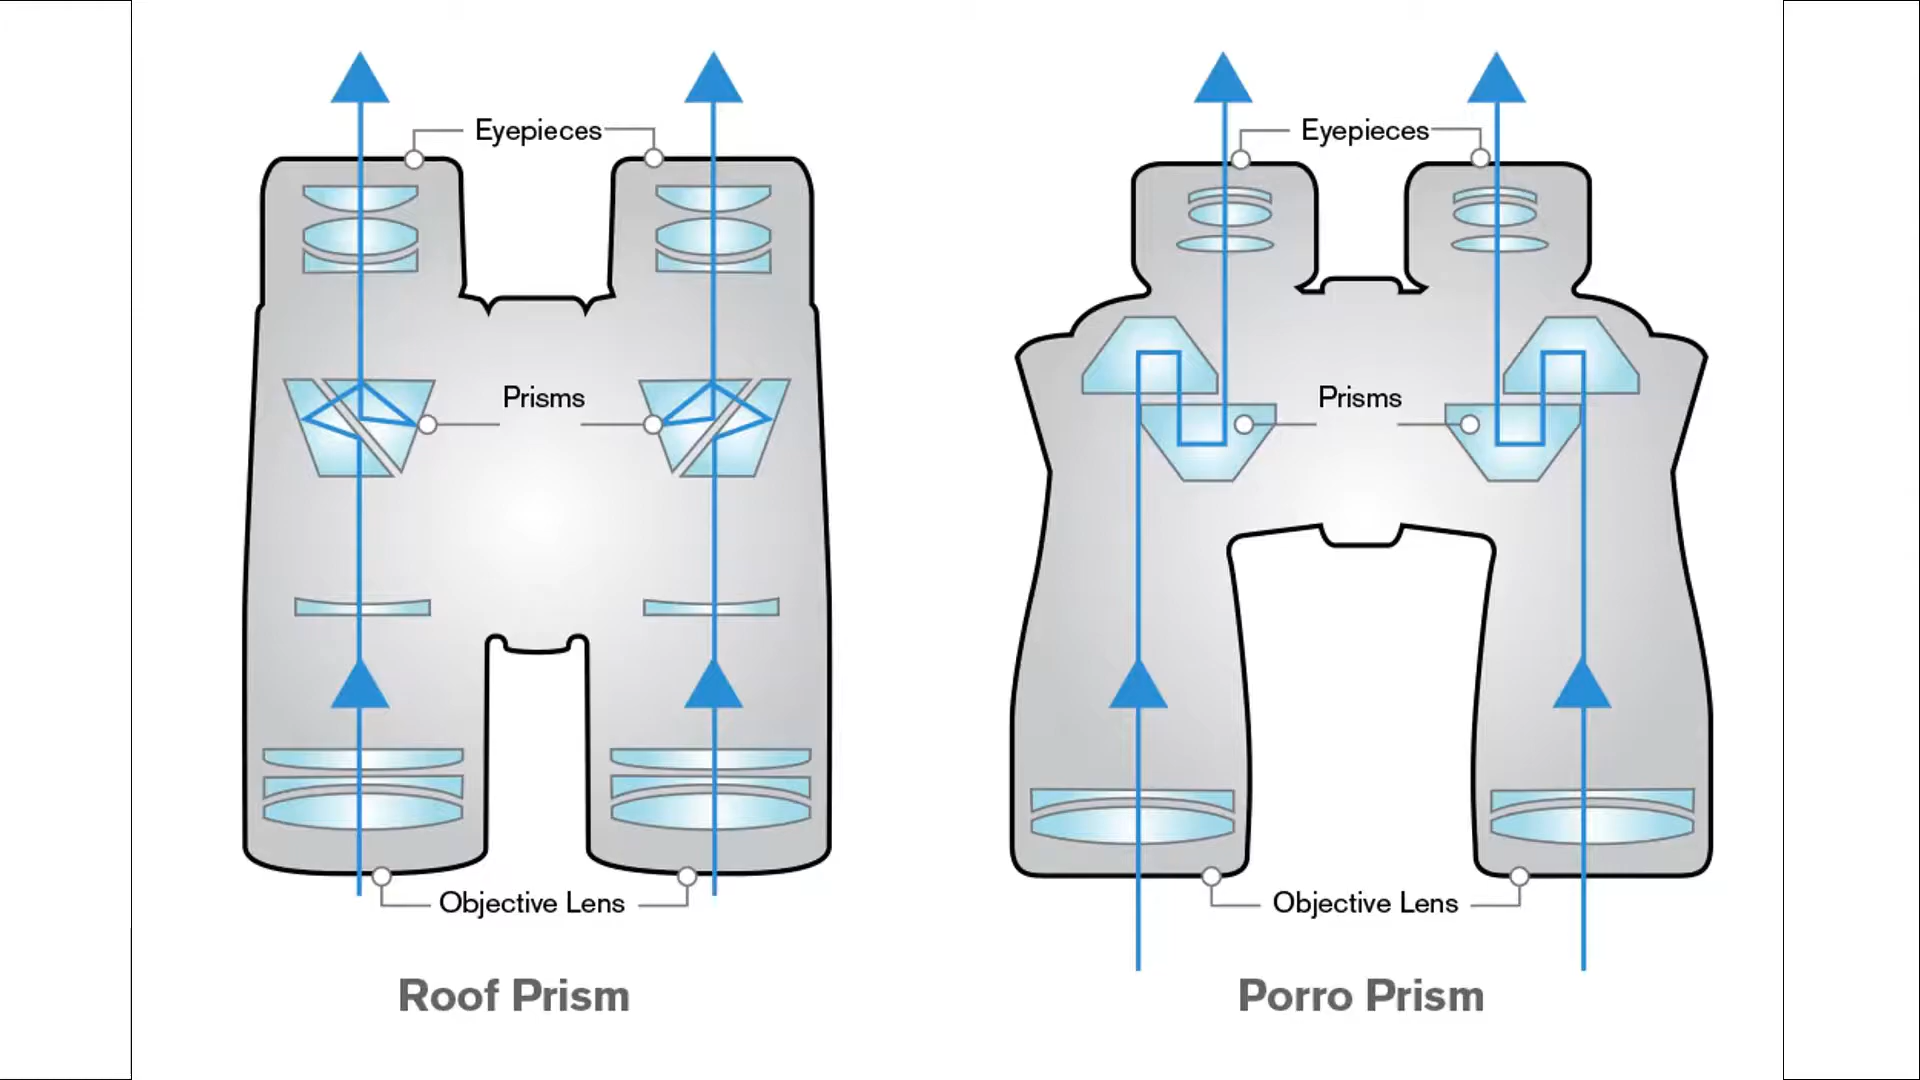 Eyepieces
Prisms
Objective Lens
Roof Prism
Eyepieces
Prisms
Objective Lens
Porro Prism